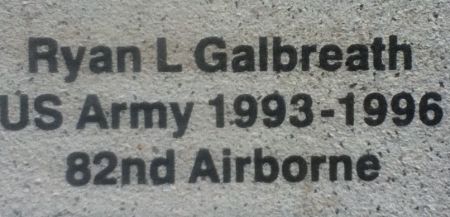 Ryan L Galbreath
US Army 1993-1996
82nd Airborne